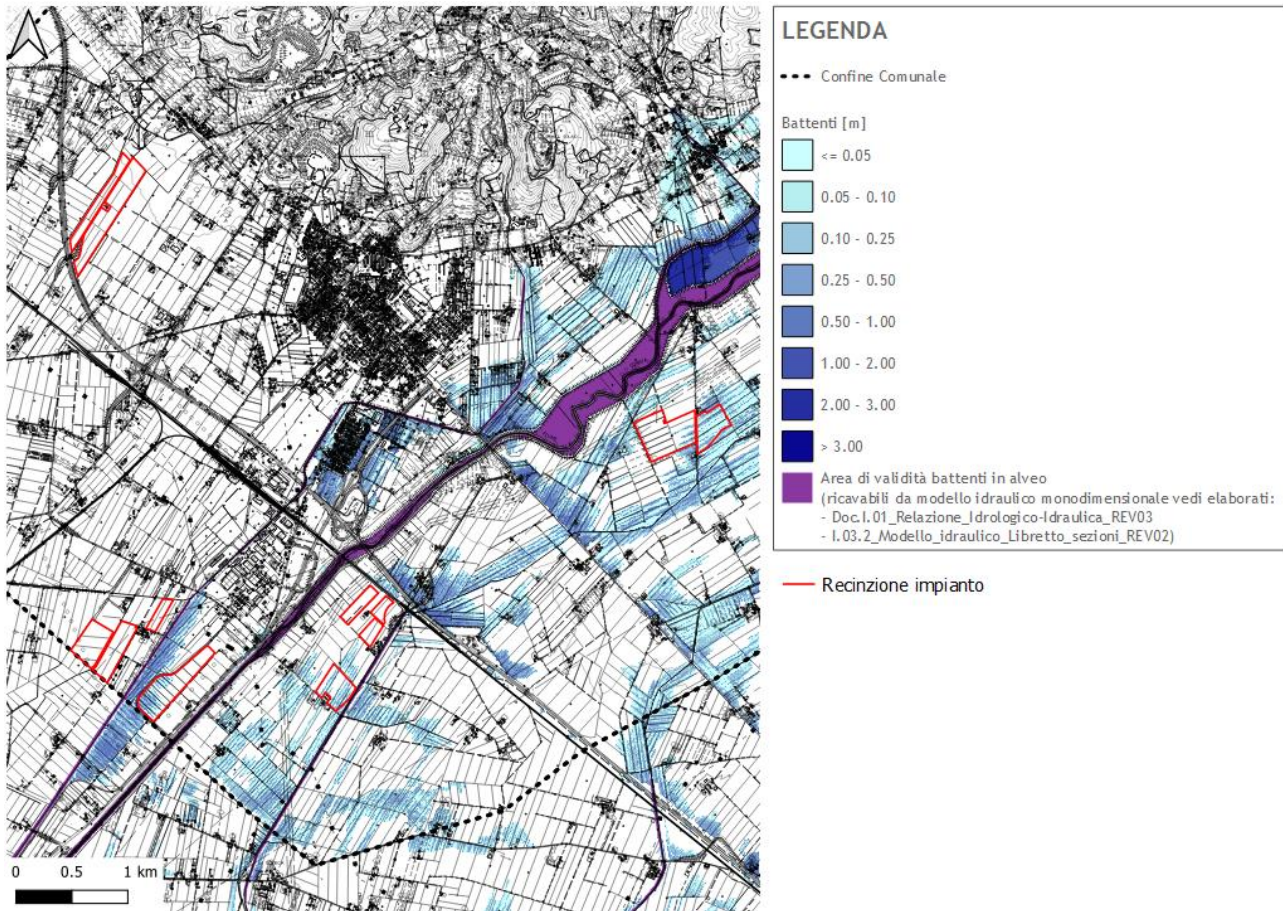 LEGENDA
Confine Comunale
Battenti [m]
<= 0.05
0.05 - 0.10
0.10 - 0.25
0.25 - 0.50
0.50 - 1.00
1.00 - 2.00
2.00 - 3.00
> 3.00
Area di validità battenti in alveo
(ricavabili da modello idraulico monodimensionale vedi elaborati:
- Doc.I.01_Relazione_Idrologico-Idraulica_REV03
- I.03.2_Modello_idraulico_Libretto_sezioni_REV02)
Recinzione impianto
0 0.5 1 km